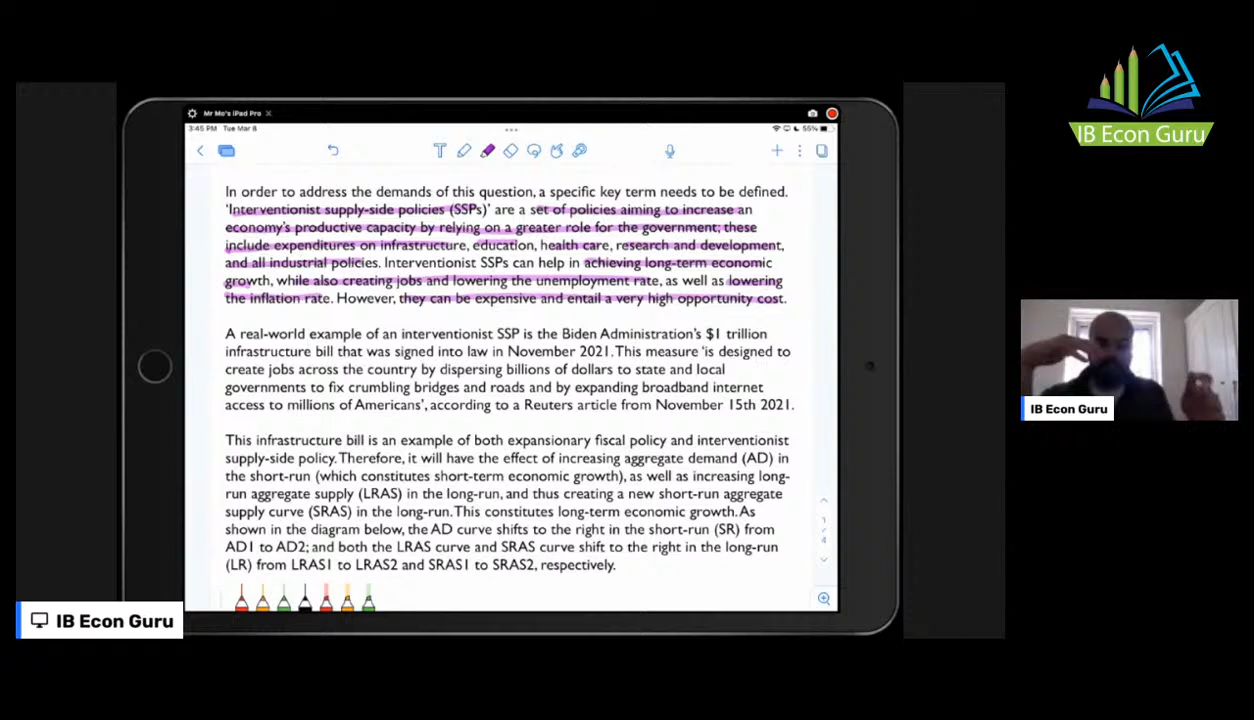 IB Econ Guru
Mr Mo's iPad Pro
3:45 PM Tue Mar 8
55%
T
In order to address the demands of this question, a specific key term needs to be defined.
'Interventionist supply-side policies (SSPs)' are a set of policies aiming to increase an
economy's productive capacity by relying on a greater role for the government; these
include expenditures on infrastructure, education, health care, research and development,
and all industrial policies. Interventionist SSPs can help in achieving long-term economic
growth, while also creating jobs and lowering the unemployment rate, as well as lowering
the inflation rate. However, they can be expensive and entail a very high opportunity cost.
A real-world example of an interventionist SSP is the Biden Administration's $1 trillion
infrastructure bill that was signed into law in November 2021. This measure 'is designed to
create jobs across the country by dispersing billions of dollars to state and local
governments to fix crumbling bridges and roads and by expanding broadband internet
access to millions of Americans', according to a Reuters article from November 15th 2021.
This infrastructure bill is an example of both expansionary fiscal policy and interventionist
supply-side policy. Therefore, it will have the effect of increasing aggregate demand (AD) in
the short-run (which constitutes short-term economic growth), as well as increasing long-
run aggregate supply (LRAS) in the long-run, and thus creating a new short-run aggregate
supply curve (SRAS) in the long-run. This constitutes long-term economic growth. As
shown in the diagram below, the AD curve shifts to the right in the short-run (SR) from
AD1 to AD2; and both the LRAS curve and SRAS curve shift to the right in the long-run
(LR) from LRAS1 to LRAS2 and SRAS1 to SRAS2, respectively.
IB Econ Guru
IB Econ Guru